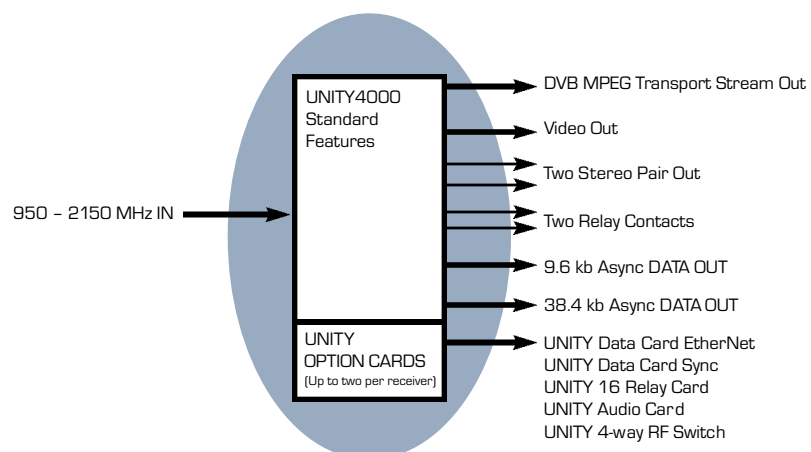 UNITY4000
Standard
Features
950 – 2150 MHz IN
DVB MPEG Transport Stream Out
Video Out
Two Stereo Pair Out
Two Relay Contacts
9.6 kb Async DATA OUT
38.4 kb Async DATA OUT
UNITY
OPTION CARDS
(Up to two per receiver)
UNITY Data Card EtherNet
UNITY Data Card Sync
UNITY 16 Relay Card
UNITY Audio Card
UNITY 4-way RF Switch